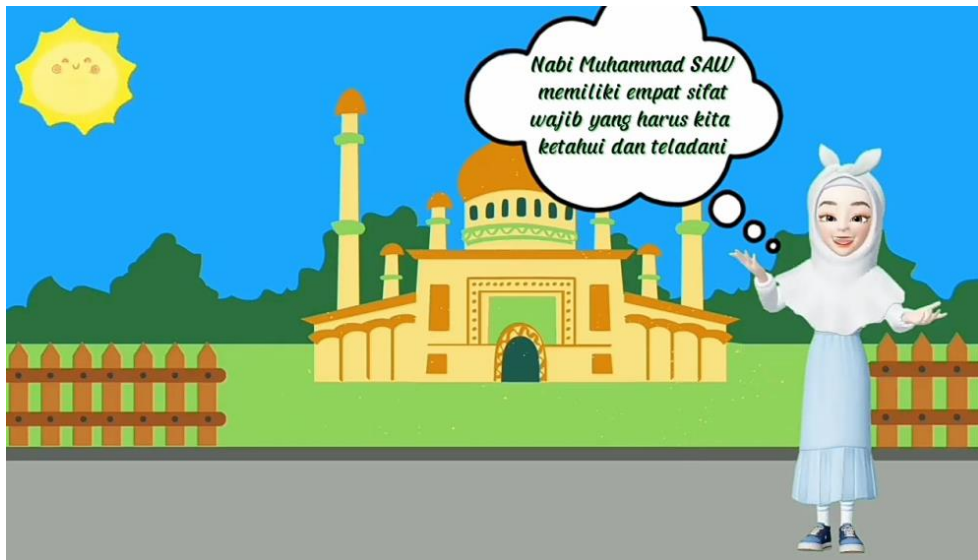 Nabi Muhammad SAW
memiliki empat sifat
wajib yang harus kita
ketahui dan teladani